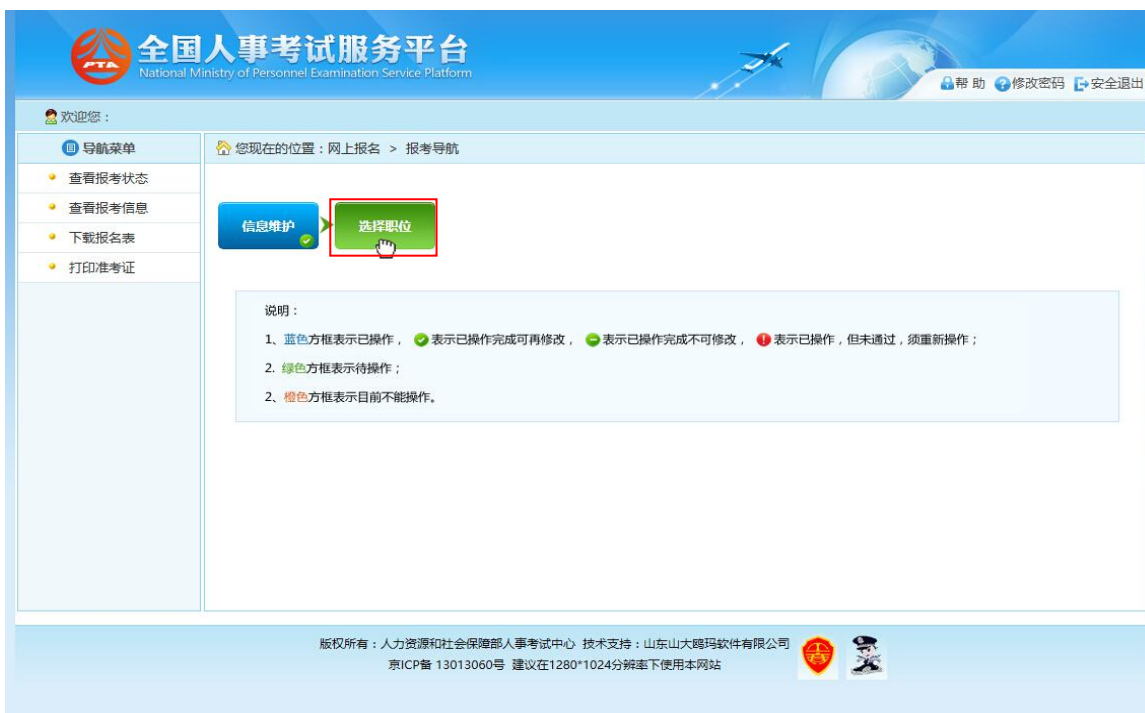 全国人事考试服务平台
PTA
National Ministry of Personnel Examination Service Platform
帮 助 修改密码 安全退出
欢迎您：
导航菜单
您现在的位置：网上报名 > 报考导航
查看报考状态
查看报考信息
下载报名表
打印准考证
信息维护
选择职位
说明：
1、蓝色方框表示已操作， 表示已操作完成可再修改， 表示已操作完成不可修改， 表示已操作，但未通过，须重新操作；
2. 绿色方框表示待操作；
2、橙色方框表示目前不能操作。
版权所有：人力资源和社会保障部人事考试中心 技术支持：山东山大鸥玛软件有限公司
京ICP备 13013060号 建议在1280*1024分辨率下使用本网站